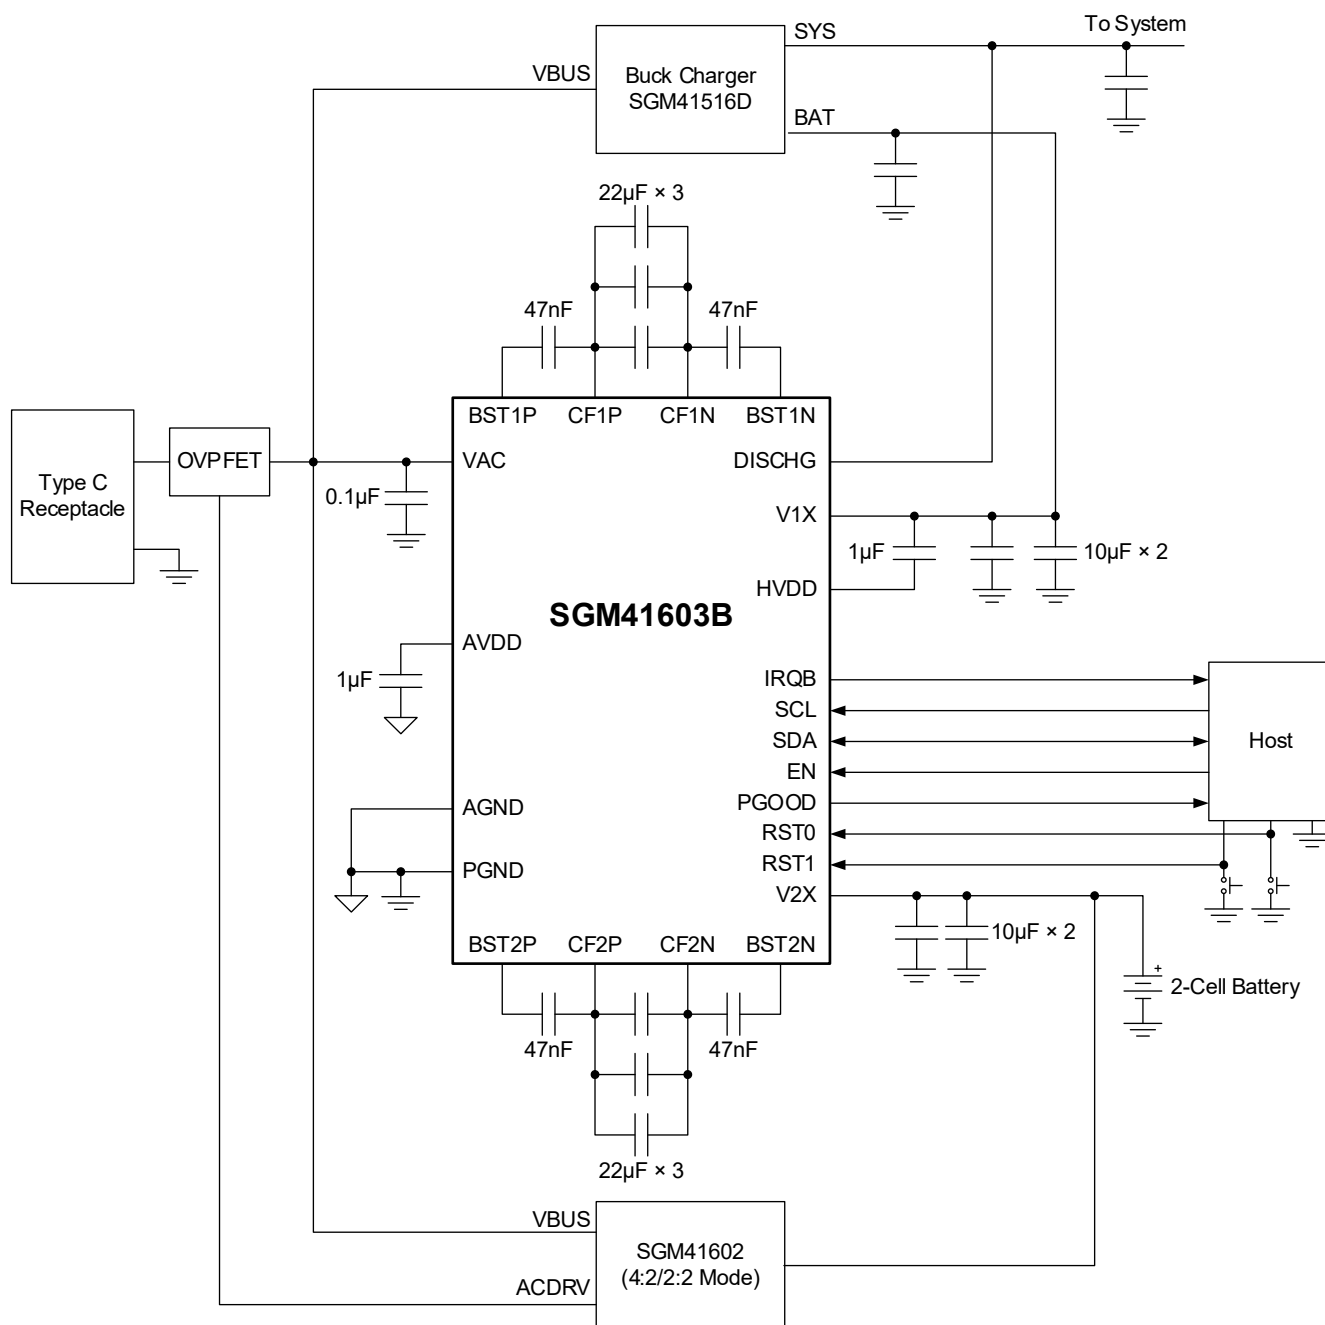 To System
SYS
VBUS
Buck Charger
SGM41516D
BAT
22µF × 3
47nF
47nF
BST1P
CF1P
CF1N
BST1N
OVPFET
VAC
DISCHG
Type C
Receptacle
0.1µF
V1X
1µF
10µF × 2
HVDD
SGM41603B
AVDD
1µF
IRQB
SCL
SDA
Host
EN
AGND
PGOOD
RST0
RST1
PGND
V2X
10µF × 2
BST2P
CF2P
CF2N
BST2N
+
2-Cell Battery
47nF
47nF
22µF × 3
VBUS
SGM41602
(4:2/2:2 Mode)
ACDRV